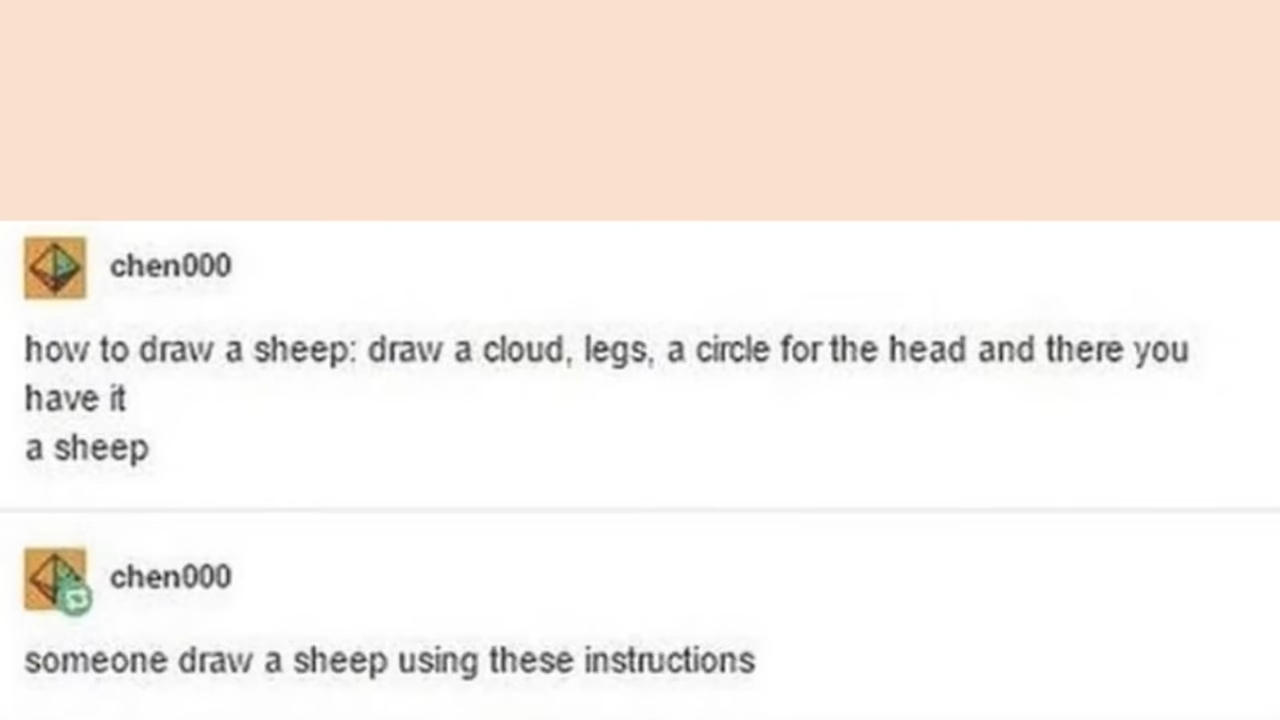 chen000
how to draw a sheep: draw a cloud, legs, a circle for the head and there you
have it
a sheep
chen000
someone draw a sheep using these instructions